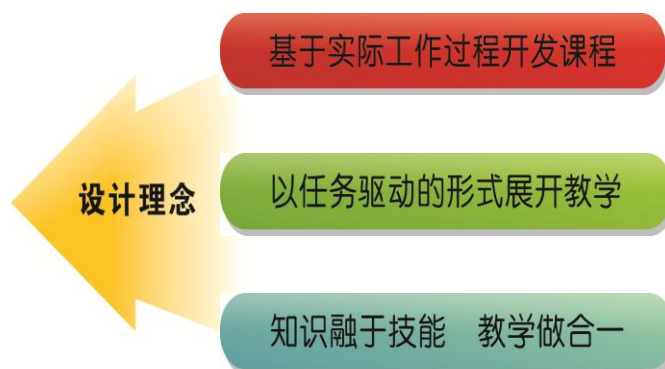 基于实际工作过程开发课程
设计理念
以任务驱动的形式展开教学
知识融于技能　教学做合一